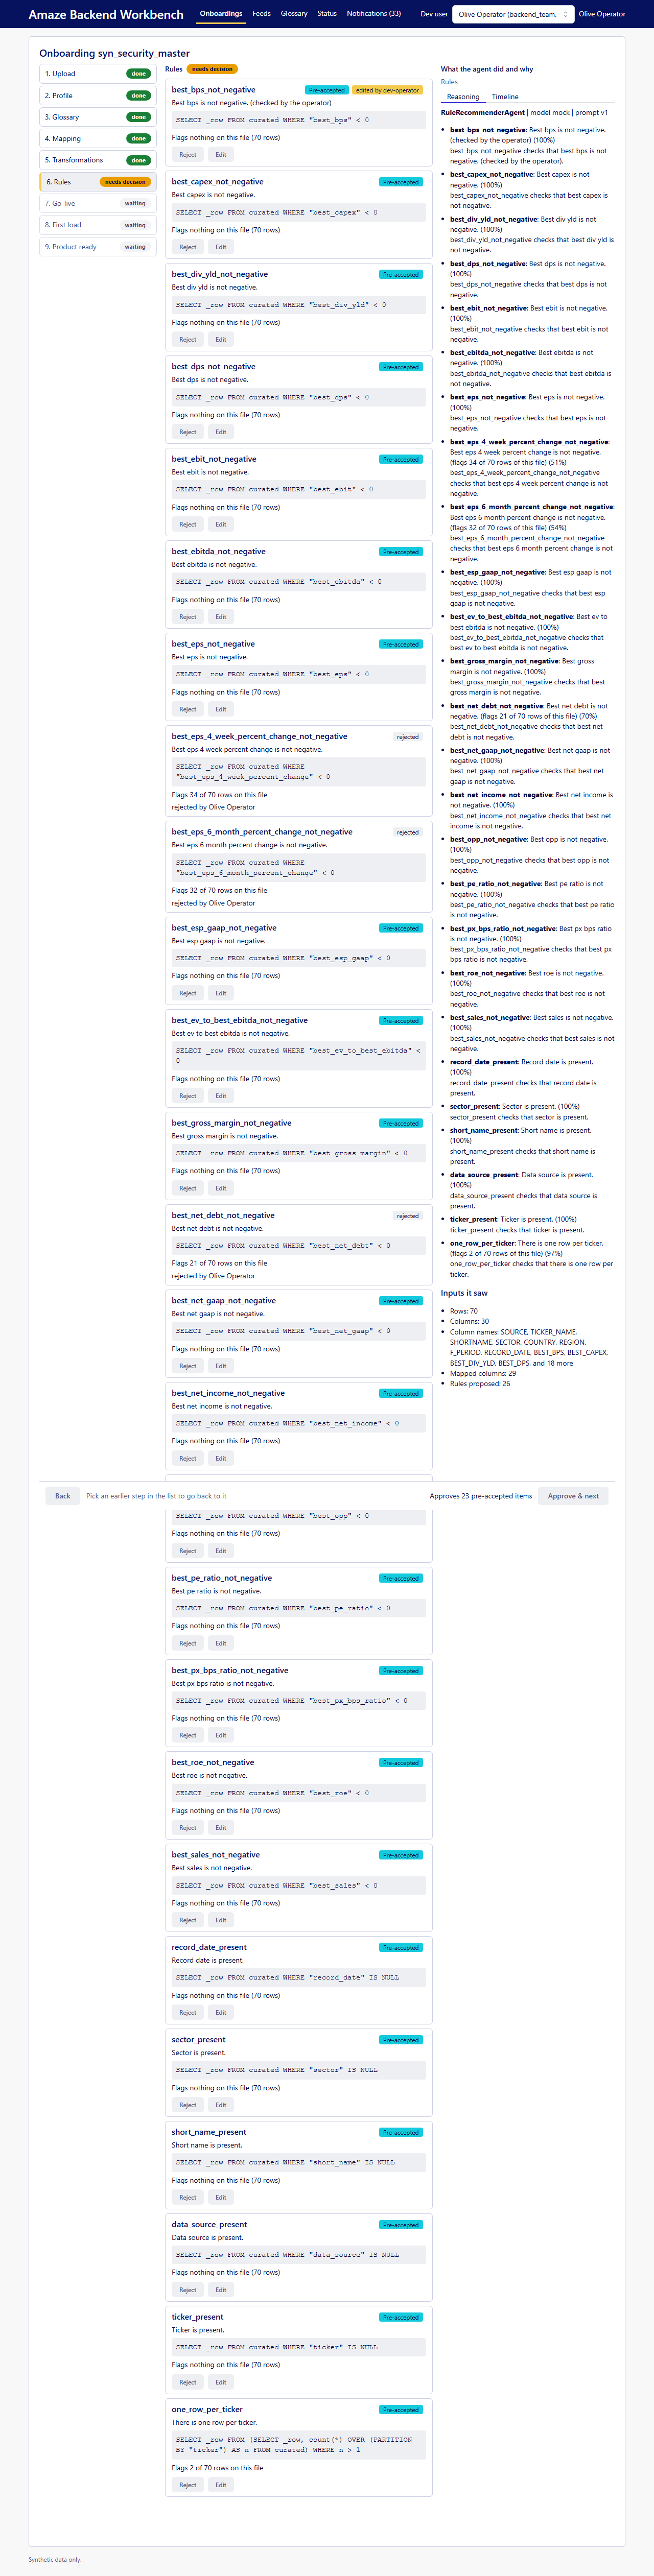 Amaze Backend Workbench
Onboardings
Feeds
Glossary
Status
Notifications (33)
Dev user
Olive Operator (backend_team,
Olive Operator
Onboarding syn_security_master
1. Upload
done
2. Profile
done
3. Glossary
done
4. Mapping
done
5. Transformations
done
6. Rules
needs decision
7. Go-live
waiting
8. First load
waiting
9. Product ready
waiting
Rules
needs decision
best_bps_not_negative
Pre-accepted
edited by dev-operator
Best bps is not negative. (checked by the operator)
SELECT _row FROM curated WHERE "best_bps" < 0
Flags nothing on this file (70 rows)
Reject
Edit
best_capex_not_negative
Pre-accepted
Best capex is not negative.
SELECT _row FROM curated WHERE "best_capex" < 0
Flags nothing on this file (70 rows)
Reject
Edit
best_div_yld_not_negative
Pre-accepted
Best div yld is not negative.
SELECT _row FROM curated WHERE "best_div_yld" < 0
Flags nothing on this file (70 rows)
Reject
Edit
best_dps_not_negative
Pre-accepted
Best dps is not negative.
SELECT _row FROM curated WHERE "best_dps" < 0
Flags nothing on this file (70 rows)
Reject
Edit
best_ebit_not_negative
Pre-accepted
Best ebit is not negative.
SELECT _row FROM curated WHERE "best_ebit" < 0
Flags nothing on this file (70 rows)
Reject
Edit
best_ebitda_not_negative
Pre-accepted
Best ebitda is not negative.
SELECT _row FROM curated WHERE "best_ebitda" < 0
Flags nothing on this file (70 rows)
Reject
Edit
best_eps_not_negative
Pre-accepted
Best eps is not negative.
SELECT _row FROM curated WHERE "best_eps" < 0
Flags nothing on this file (70 rows)
Reject
Edit
best_eps_4_week_percent_change_not_negative
rejected
Best eps 4 week percent change is not negative.
SELECT _row FROM curated WHERE
"best_eps_4_week_percent_change" < 0
Flags 34 of 70 rows on this file
rejected by Olive Operator
best_eps_6_month_percent_change_not_negative
rejected
Best eps 6 month percent change is not negative.
SELECT _row FROM curated WHERE
"best_eps_6_month_percent_change" < 0
Flags 32 of 70 rows on this file
rejected by Olive Operator
best_esp_gaap_not_negative
Pre-accepted
Best esp gaap is not negative.
SELECT _row FROM curated WHERE "best_esp_gaap" < 0
Flags nothing on this file (70 rows)
Reject
Edit
best_ev_to_best_ebitda_not_negative
Pre-accepted
Best ev to best ebitda is not negative.
SELECT _row FROM curated WHERE "best_ev_to_best_ebitda" <
0
Flags nothing on this file (70 rows)
Reject
Edit
best_gross_margin_not_negative
Pre-accepted
Best gross margin is not negative.
SELECT _row FROM curated WHERE "best_gross_margin" < 0
Flags nothing on this file (70 rows)
Reject
Edit
best_net_debt_not_negative
rejected
Best net debt is not negative.
SELECT _row FROM curated WHERE "best_net_debt" < 0
Flags 21 of 70 rows on this file
rejected by Olive Operator
best_net_gaap_not_negative
Pre-accepted
Best net gaap is not negative.
SELECT _row FROM curated WHERE "best_net_gaap" < 0
Flags nothing on this file (70 rows)
Reject
Edit
best_net_income_not_negative
Pre-accepted
Best net income is not negative.
SELECT _row FROM curated WHERE "best_net_income" < 0
Flags nothing on this file (70 rows)
Reject
Edit
Back
Pick an earlier step in the list to go back to it
Approves 23 pre-accepted items
Approve & next
SELECT _row FROM curated WHERE "best_opp" < 0
Flags nothing on this file (70 rows)
Reject
Edit
best_pe_ratio_not_negative
Pre-accepted
Best pe ratio is not negative.
SELECT _row FROM curated WHERE "best_pe_ratio" < 0
Flags nothing on this file (70 rows)
Reject
Edit
best_px_bps_ratio_not_negative
Pre-accepted
Best px bps ratio is not negative.
SELECT _row FROM curated WHERE "best_px_bps_ratio" < 0
Flags nothing on this file (70 rows)
Reject
Edit
best_roe_not_negative
Pre-accepted
Best roe is not negative.
SELECT _row FROM curated WHERE "best_roe" < 0
Flags nothing on this file (70 rows)
Reject
Edit
best_sales_not_negative
Pre-accepted
Best sales is not negative.
SELECT _row FROM curated WHERE "best_sales" < 0
Flags nothing on this file (70 rows)
Reject
Edit
record_date_present
Pre-accepted
Record date is present.
SELECT _row FROM curated WHERE "record_date" IS NULL
Flags nothing on this file (70 rows)
Reject
Edit
sector_present
Pre-accepted
Sector is present.
SELECT _row FROM curated WHERE "sector" IS NULL
Flags nothing on this file (70 rows)
Reject
Edit
short_name_present
Pre-accepted
Short name is present.
SELECT _row FROM curated WHERE "short_name" IS NULL
Flags nothing on this file (70 rows)
Reject
Edit
data_source_present
Pre-accepted
Data source is present.
SELECT _row FROM curated WHERE "data_source" IS NULL
Flags nothing on this file (70 rows)
Reject
Edit
ticker_present
Pre-accepted
Ticker is present.
SELECT _row FROM curated WHERE "ticker" IS NULL
Flags nothing on this file (70 rows)
Reject
Edit
one_row_per_ticker
Pre-accepted
There is one row per ticker.
SELECT _row FROM (SELECT _row, count(*) OVER (PARTITION
BY "ticker") AS n FROM curated) WHERE n > 1
Flags 2 of 70 rows on this file
Reject
Edit
What the agent did and why
Rules
Reasoning
Timeline
RuleRecommenderAgent | model mock | prompt v1
best_bps_not_negative: Best bps is not negative.
(checked by the operator) (100%)
best_bps_not_negative checks that best bps is not
negative. (checked by the operator).
best_capex_not_negative: Best capex is not
negative. (100%)
best_capex_not_negative checks that best capex is
not negative.
best_div_yld_not_negative: Best div yld is not
negative. (100%)
best_div_yld_not_negative checks that best div yld is
not negative.
best_dps_not_negative: Best dps is not negative.
(100%)
best_dps_not_negative checks that best dps is not
negative.
best_ebit_not_negative: Best ebit is not negative.
(100%)
best_ebit_not_negative checks that best ebit is not
negative.
best_ebitda_not_negative: Best ebitda is not
negative. (100%)
best_ebitda_not_negative checks that best ebitda is
not negative.
best_eps_not_negative: Best eps is not negative.
(100%)
best_eps_not_negative checks that best eps is not
negative.
best_eps_4_week_percent_change_not_negative:
Best eps 4 week percent change is not negative.
(flags 34 of 70 rows of this file) (51%)
best_eps_4_week_percent_change_not_negative
checks that best eps 4 week percent change is not
negative.
best_eps_6_month_percent_change_not_negative:
Best eps 6 month percent change is not negative.
(flags 32 of 70 rows of this file) (54%)
best_eps_6_month_percent_change_not_negative
checks that best eps 6 month percent change is not
negative.
best_esp_gaap_not_negative: Best esp gaap is not
negative. (100%)
best_esp_gaap_not_negative checks that best esp
gaap is not negative.
best_ev_to_best_ebitda_not_negative: Best ev to
best ebitda is not negative. (100%)
best_ev_to_best_ebitda_not_negative checks that
best ev to best ebitda is not negative.
best_gross_margin_not_negative: Best gross
margin is not negative. (100%)
best_gross_margin_not_negative checks that best
gross margin is not negative.
best_net_debt_not_negative: Best net debt is not
negative. (flags 21 of 70 rows of this file) (70%)
best_net_debt_not_negative checks that best net
debt is not negative.
best_net_gaap_not_negative: Best net gaap is not
negative. (100%)
best_net_gaap_not_negative checks that best net
gaap is not negative.
best_net_income_not_negative: Best net income is
not negative. (100%)
best_net_income_not_negative checks that best net
income is not negative.
best_opp_not_negative: Best opp is not negative.
(100%)
best_opp_not_negative checks that best opp is not
negative.
best_pe_ratio_not_negative: Best pe ratio is not
negative. (100%)
best_pe_ratio_not_negative checks that best pe ratio
is not negative.
best_px_bps_ratio_not_negative: Best px bps ratio
is not negative. (100%)
best_px_bps_ratio_not_negative checks that best px
bps ratio is not negative.
best_roe_not_negative: Best roe is not negative.
(100%)
best_roe_not_negative checks that best roe is not
negative.
best_sales_not_negative: Best sales is not negative.
(100%)
best_sales_not_negative checks that best sales is not
negative.
record_date_present: Record date is present.
(100%)
record_date_present checks that record date is
present.
sector_present: Sector is present. (100%)
sector_present checks that sector is present.
short_name_present: Short name is present.
(100%)
short_name_present checks that short name is
present.
data_source_present: Data source is present.
(100%)
data_source_present checks that data source is
present.
ticker_present: Ticker is present. (100%)
ticker_present checks that ticker is present.
one_row_per_ticker: There is one row per ticker.
(flags 2 of 70 rows of this file) (97%)
one_row_per_ticker checks that there is one row per
ticker.
Inputs it saw
Rows: 70
Columns: 30
Column names: SOURCE, TICKER_NAME,
SHORTNAME, SECTOR, COUNTRY, REGION,
F_PERIOD, RECORD_DATE, BEST_BPS, BEST_CAPEX,
BEST_DIV_YLD, BEST_DPS, and 18 more
Mapped columns: 29
Rules proposed: 26
Synthetic data only.